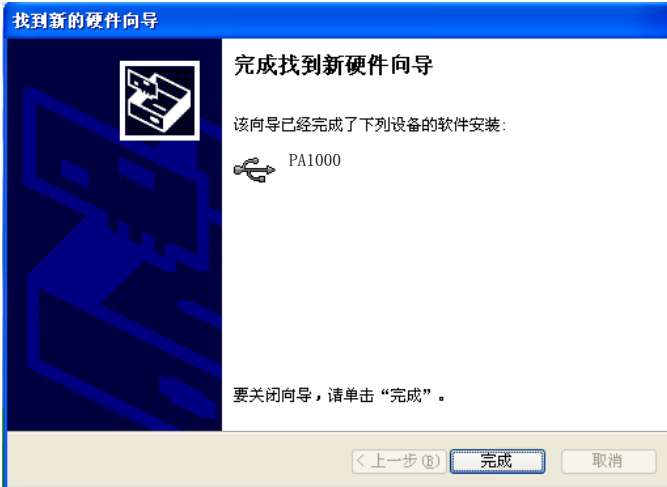 找到新的硬件向导
完成找到新硬件向导
该向导已经完成了下列设备的软件安装:
PA1000
要关闭向导,请单击“完成”。
<上一步(B) 完成 取消